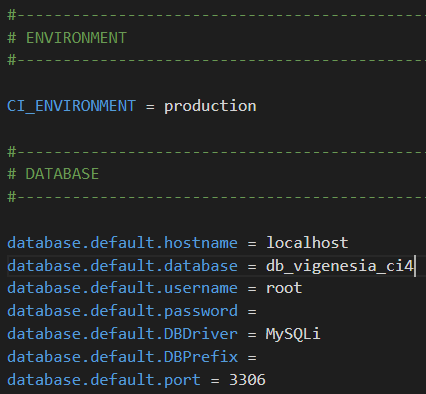 #--------------------------------------------
# ENVIRONMENT
#--------------------------------------------
CI_ENVIRONMENT = production
#--------------------------------------------
# DATABASE
#--------------------------------------------
database.default.hostname = localhost
database.default.database = db_vigenesia_ci4
database.default.username = root
database.default.password =
database.default.DBDriver = MySQLi
database.default.DBPrefix =
database.default.port = 3306